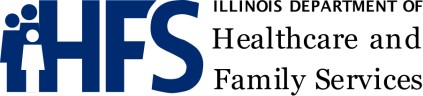 HFS
ILLINOIS DEPARTMENT OF
Healthcare and
Family Services